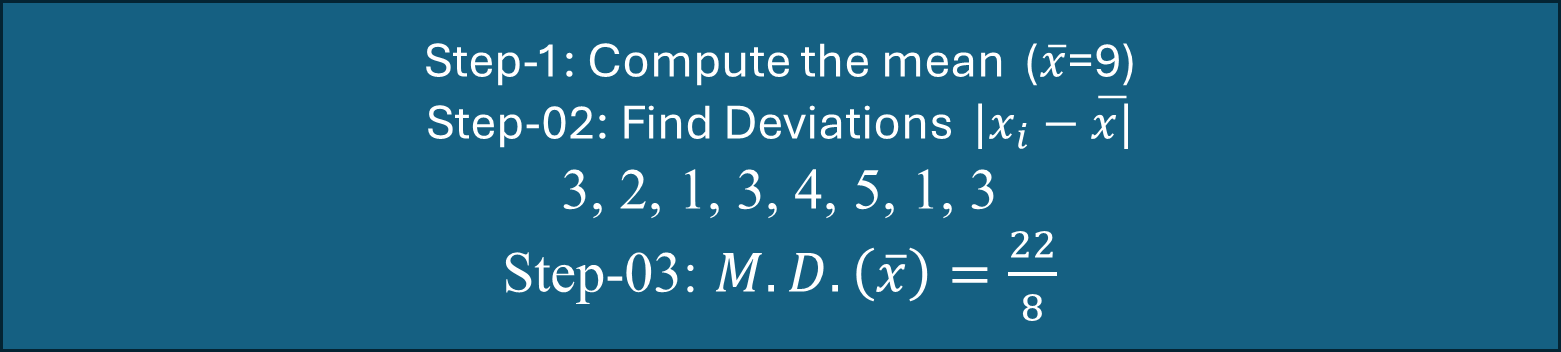 Step-1: Compute the mean (x̄=9)
Step-02: Find Deviations |xᵢ − x̅|
3, 2, 1, 3, 4, 5, 1, 3
Step-03: M.D.(x̄) = 22/8